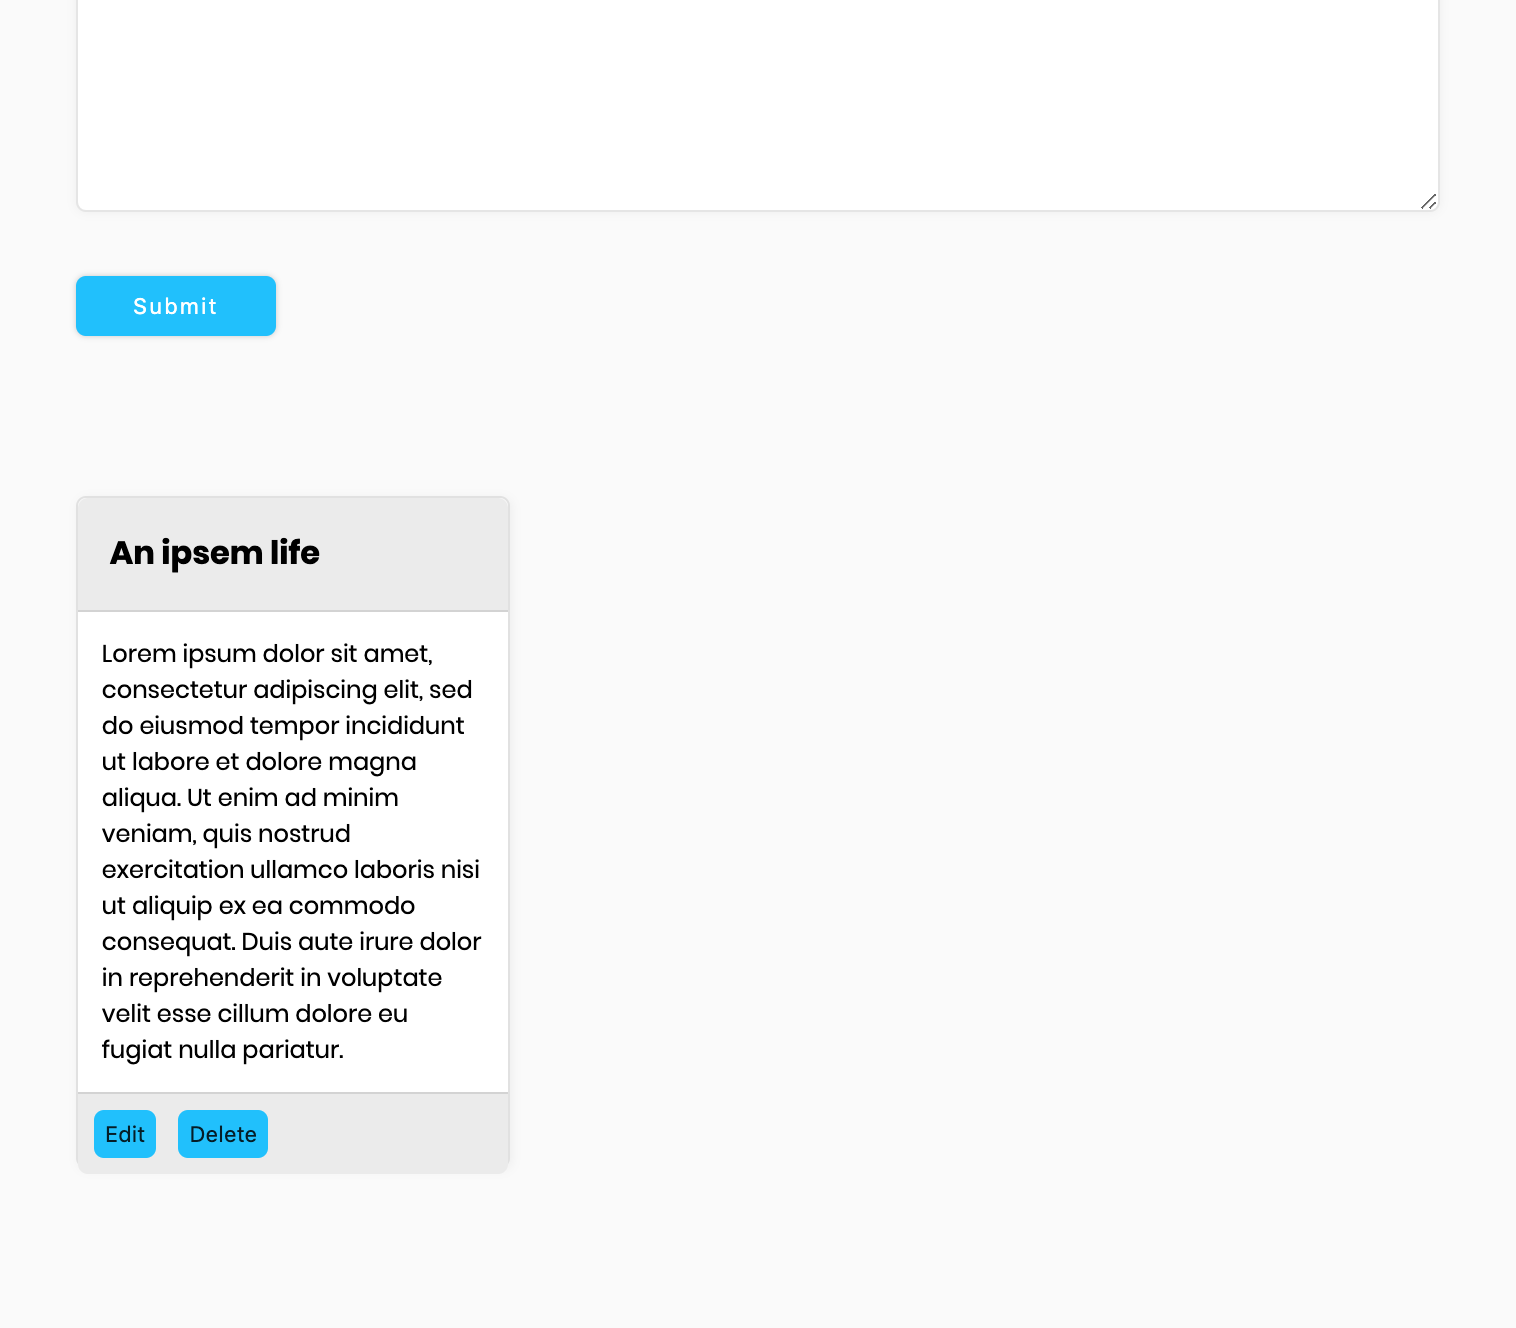 Submit
An ipsem life
Lorem ipsum dolor sit amet,
consectetur adipiscing elit, sed
do eiusmod tempor incididunt
ut labore et dolore magna
aliqua. Ut enim ad minim
veniam, quis nostrud
exercitation ullamco laboris nisi
ut aliquip ex ea commodo
consequat. Duis aute irure dolor
in reprehenderit in voluptate
velit esse cillum dolore eu
fugiat nulla pariatur.
Edit Delete